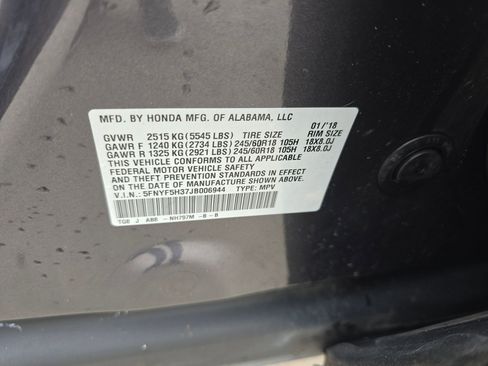 MFD. BY HONDA MFG. OF ALABAMA, LLC 01/'18
GVWR 2515 KG (5545 LBS) TIRE SIZE RIM SIZE
GAWR F 1240 KG (2734 LBS) 245/60R18 105H 18X8.0J
GAWR R 1325 KG (2921 LBS) 245/60R18 105H 18X8.0J
THIS VEHICLE CONFORMS TO ALL APPLICABLE
FEDERAL MOTOR VEHICLE SAFETY
AND THEFT PREVENTION STANDARDS IN EFFECT
ON THE DATE OF MANUFACTURE SHOWN ABOVE.
V.I.N.: 5FNYF5H37JB006944 TYPE: MPV
TG8 J ABB - NH797M -B -B